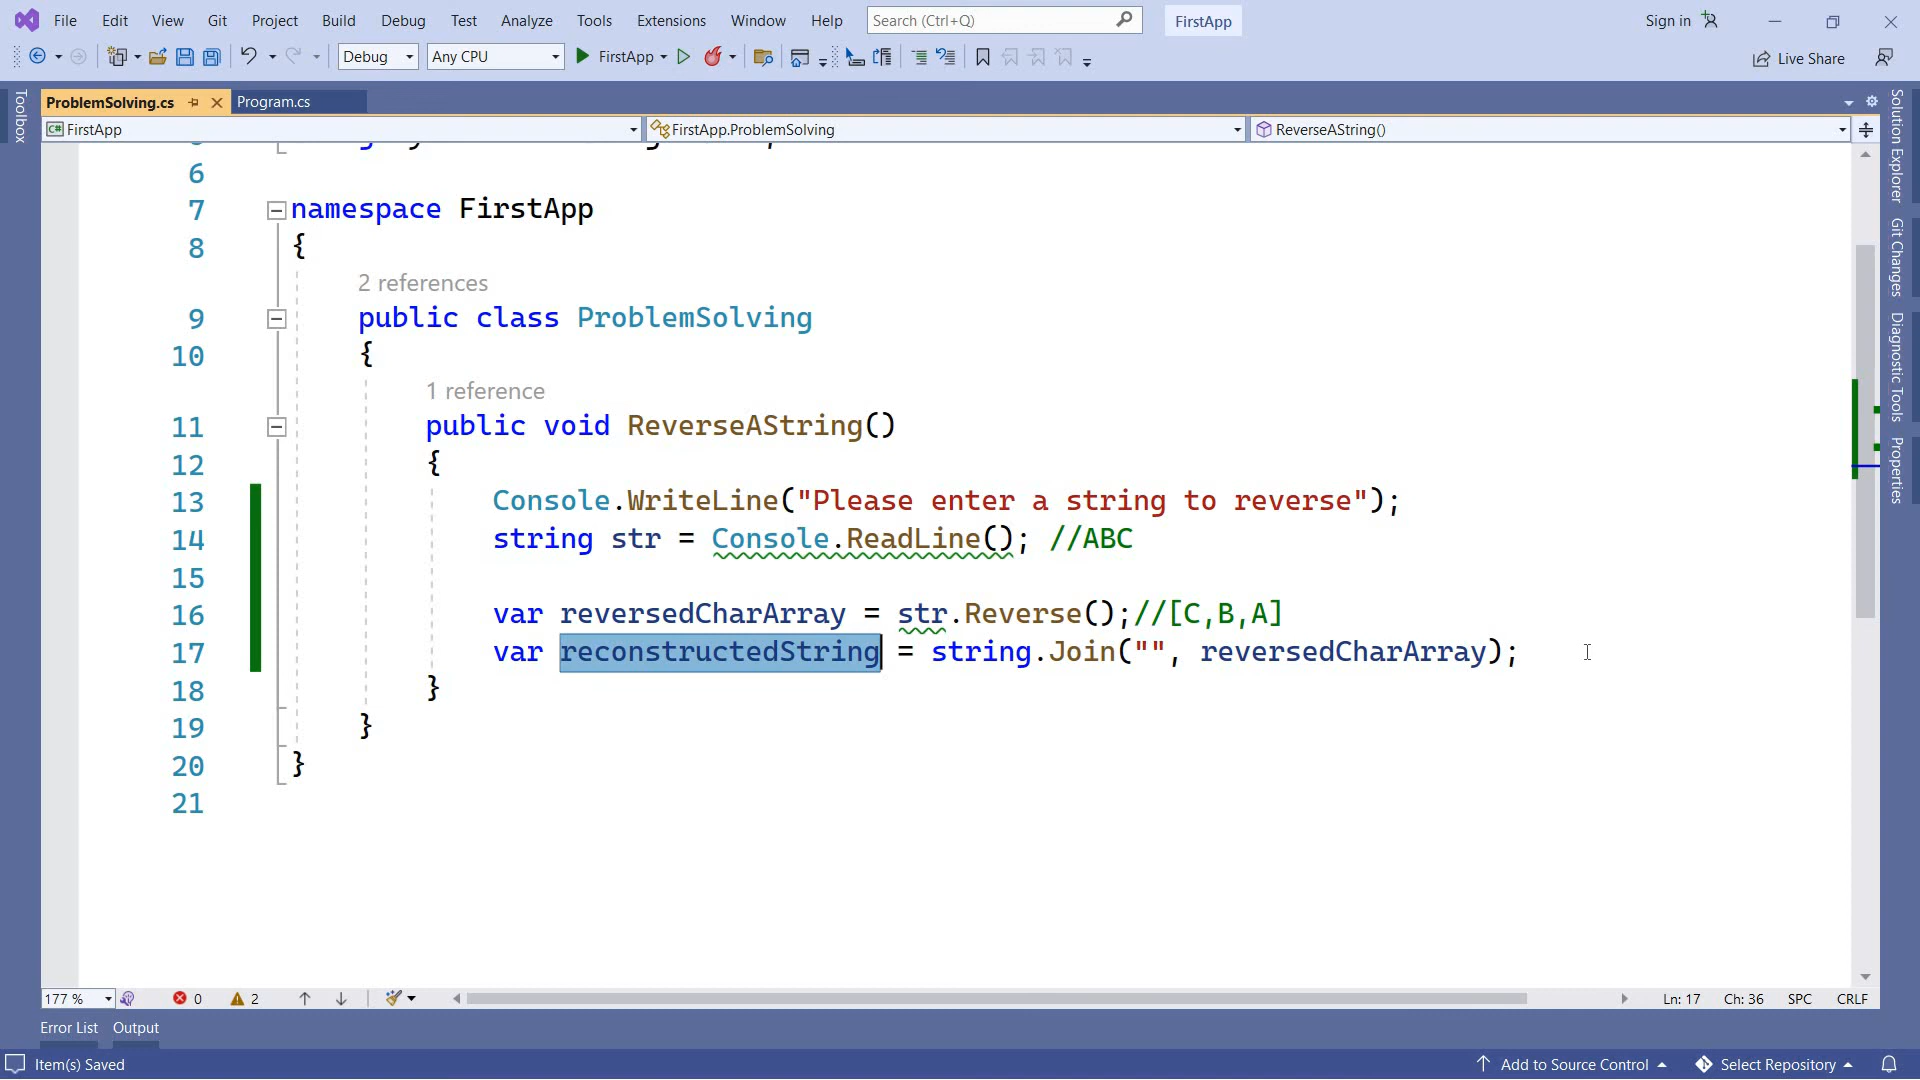 File Edit View Git Project Build Debug Test Analyze Tools Extensions Window Help Search (Ctrl+Q) FirstApp Sign in
Debug Any CPU FirstApp Live Share
ProblemSolving.cs Program.cs
FirstApp FirstApp.ProblemSolving ReverseAString()
Toolbox
Solution Explorer
Git Changes
Diagnostic Tools
Properties
6
7 namespace FirstApp
8 {
2 references
9 public class ProblemSolving
10 {
1 reference
11 public void ReverseAString()
12 {
13 Console.WriteLine("Please enter a string to reverse");
14 string str = Console.ReadLine(); //ABC
15
16 var reversedCharArray = str.Reverse();//[C,B,A]
17 var reconstructedString = string.Join("", reversedCharArray);
18 }
19 }
20 }
21
177 % 0 2 Ln: 17 Ch: 36 SPC CRLF
Error List Output
Item(s) Saved Add to Source Control Select Repository